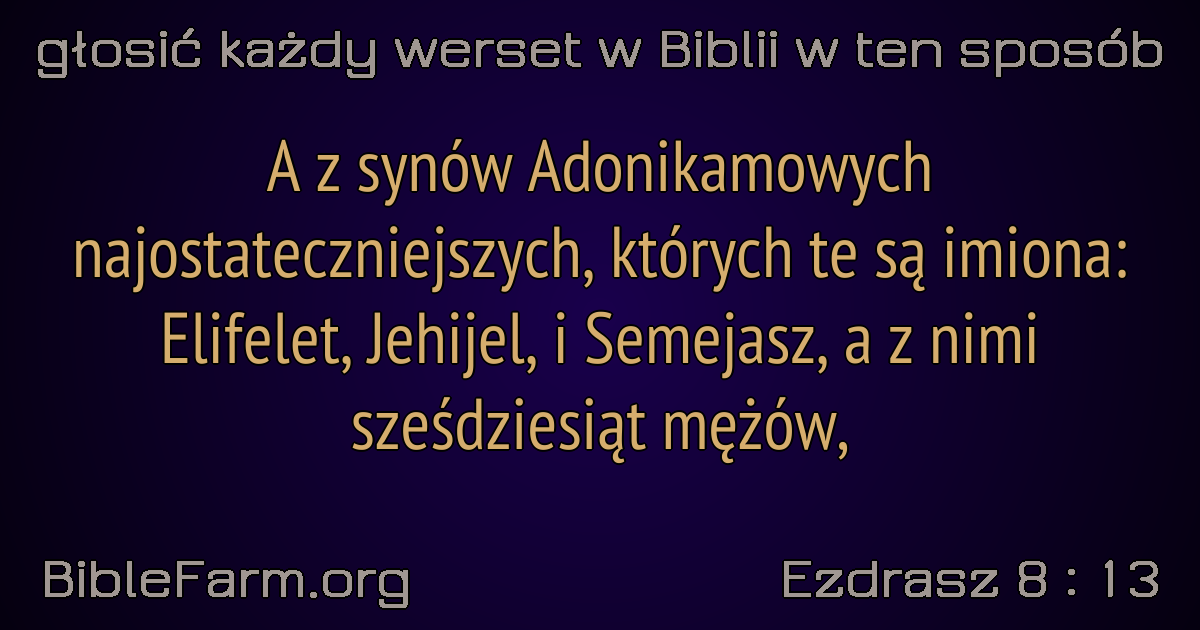 głosić każdy werset w Biblii w ten sposób
A z synów Adonikamowych
najostateczniejszych, których te są imiona:
Elifelet, Jehijel, i Semejasz, a z nimi
sześdziesiąt mężów,
BibleFarm.org
Ezdrasz 8 : 13